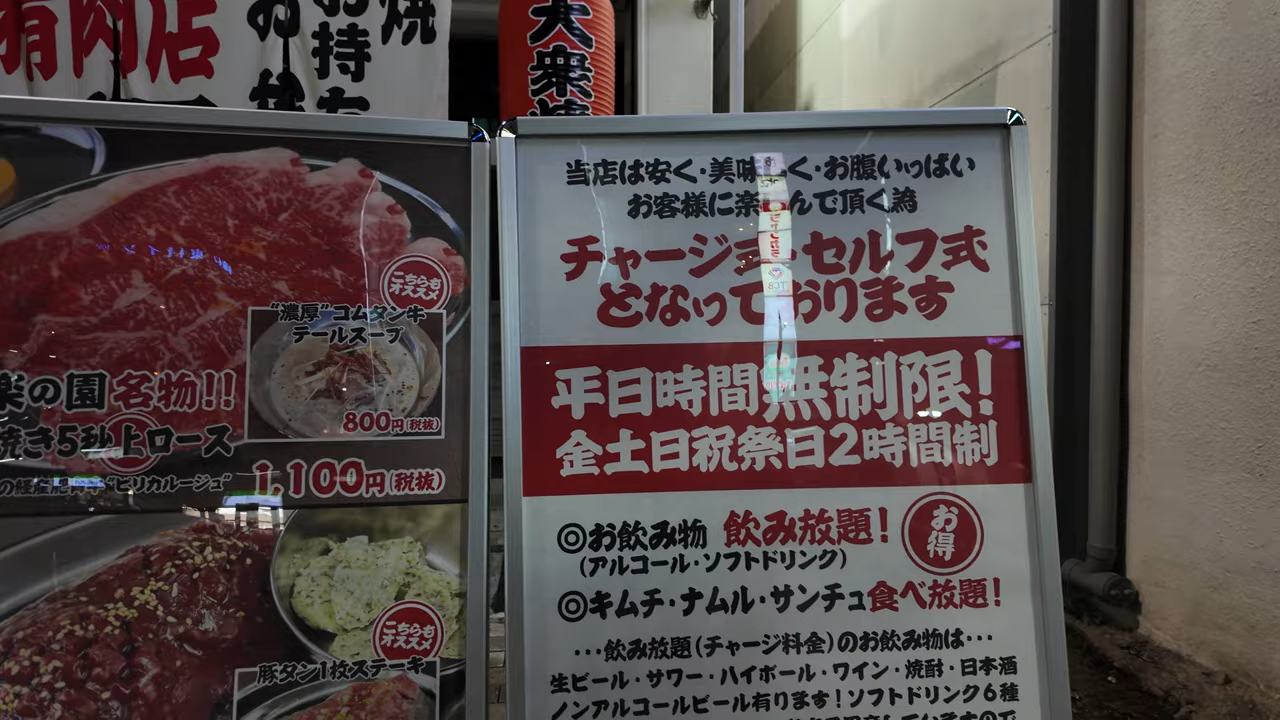 精肉店
大衆焼
当店は安く・美味しく・お腹いっぱい
お客様に楽しんで頂く為
チャージ式・セルフ式
となっております
平日時間無制限!
金土日祝祭日2時間制
◎お飲み物 飲み放題!
(アルコール・ソフトドリンク)
お得
◎キムチ・ナムル・サンチュ食べ放題!
…飲み放題(チャージ料金)のお飲み物は…
生ビール・サワー・ハイボール・ワイン・焼酎・日本酒
ノンアルコールビール有ります!ソフトドリンク6種
こちらも
オススメ
"濃厚"コムタン牛
テールスープ
800円(税抜)
楽の園 名物!!
焼き5秒上ロース
"ピリカルージュ"
1,100円(税抜)
こちらも
オススメ
豚タン1枚ステーキ